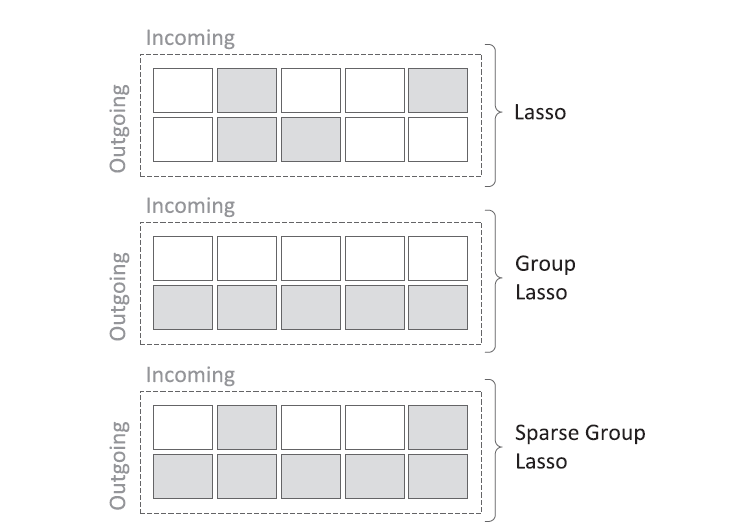 Incoming
Outgoing
Lasso
Incoming
Outgoing
Group
Lasso
Incoming
Outgoing
Sparse Group
Lasso